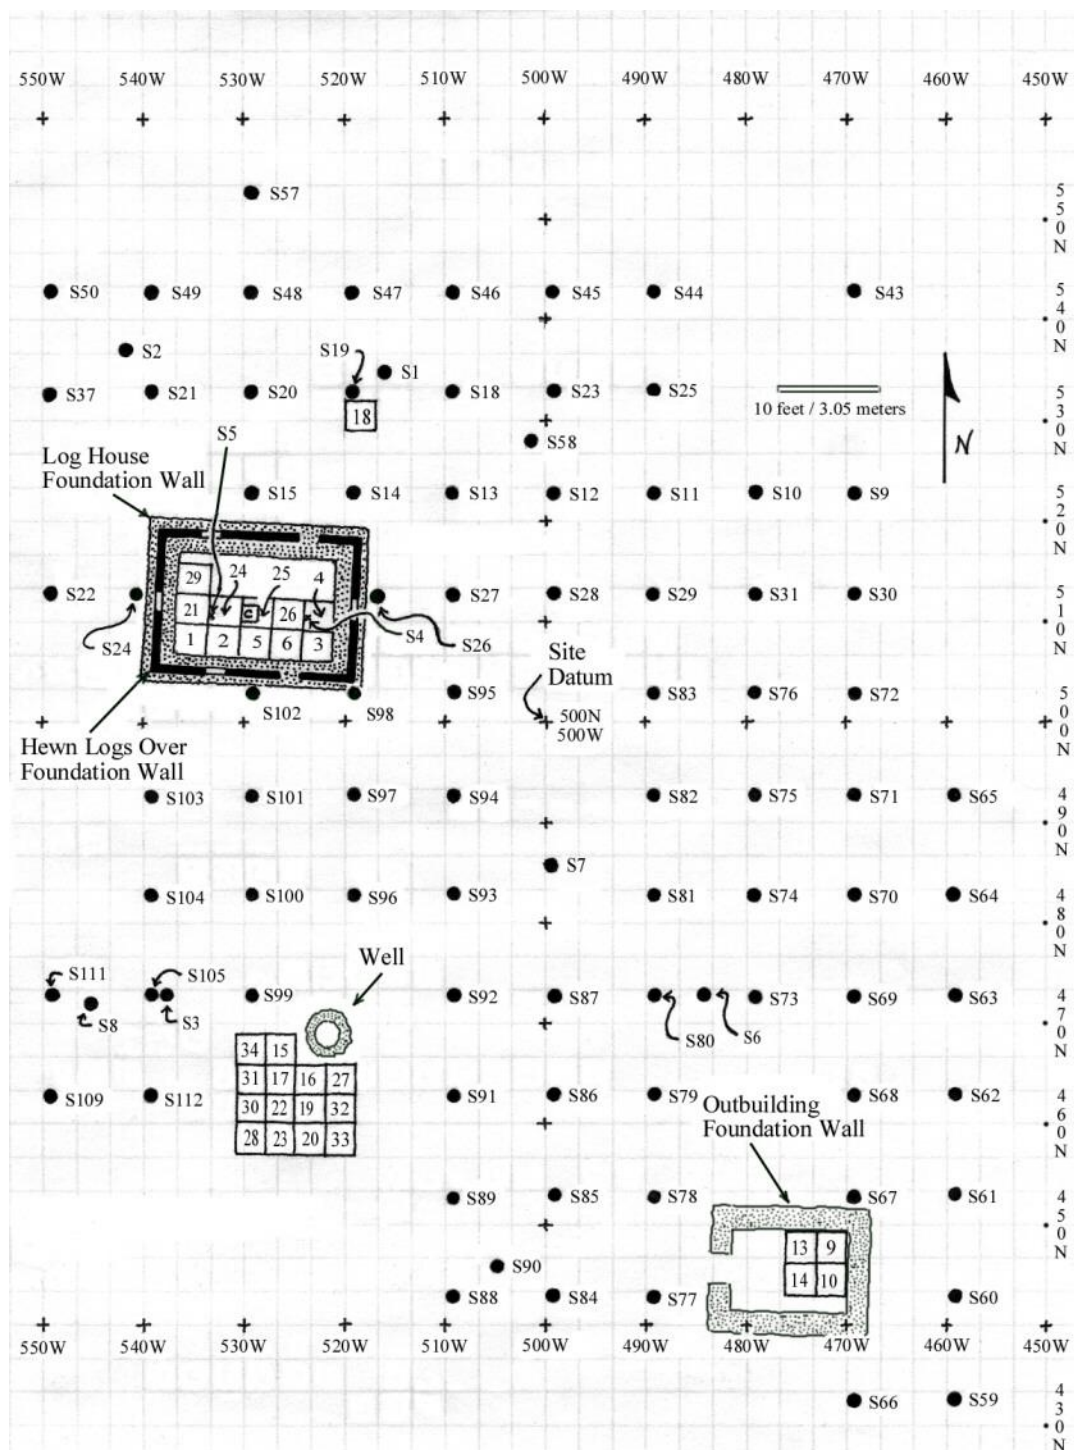 550W 540W 530W 520W 510W 500W 490W 480W 470W 460W 450W
S57
550N
S50 S49 S48 S47 S46 S45 S44 S43
540N
S2 S19 S1
S37 S21 S20 S18 S23 S25
10 feet / 3.05 meters
18
530N
S5 S58 N
Log House
Foundation Wall
S15 S14 S13 S12 S11 S10 S9
520N
29 24 25 4
S22 S27 S28 S29 S31 S30
21 C 26
510N
1 2 5 6 3
S24 S4 S26
Site
Datum
S95 S83 S76 S72
S102 S98
500N
500W
500N
Hewn Logs Over
Foundation Wall
S103 S101 S97 S94 S82 S75 S71 S65
490N
S7
S104 S100 S96 S93 S81 S74 S70 S64
480N
Well
S111 S105
S99 S92 S87 S73 S69 S63
S8 S3 S80 S6
470N
34 15
31 17 16 27
S109 S112 S91 S86 S79 S68 S62
30 22 19 32
Outbuilding
Foundation Wall
460N
28 23 20 33
S89 S85 S78 S67 S61
450N
13 9
S90
14 10
S88 S84 S77 S60
550W 540W 530W 520W 510W 500W 490W 480W 470W 460W 450W
S66 S59
430N